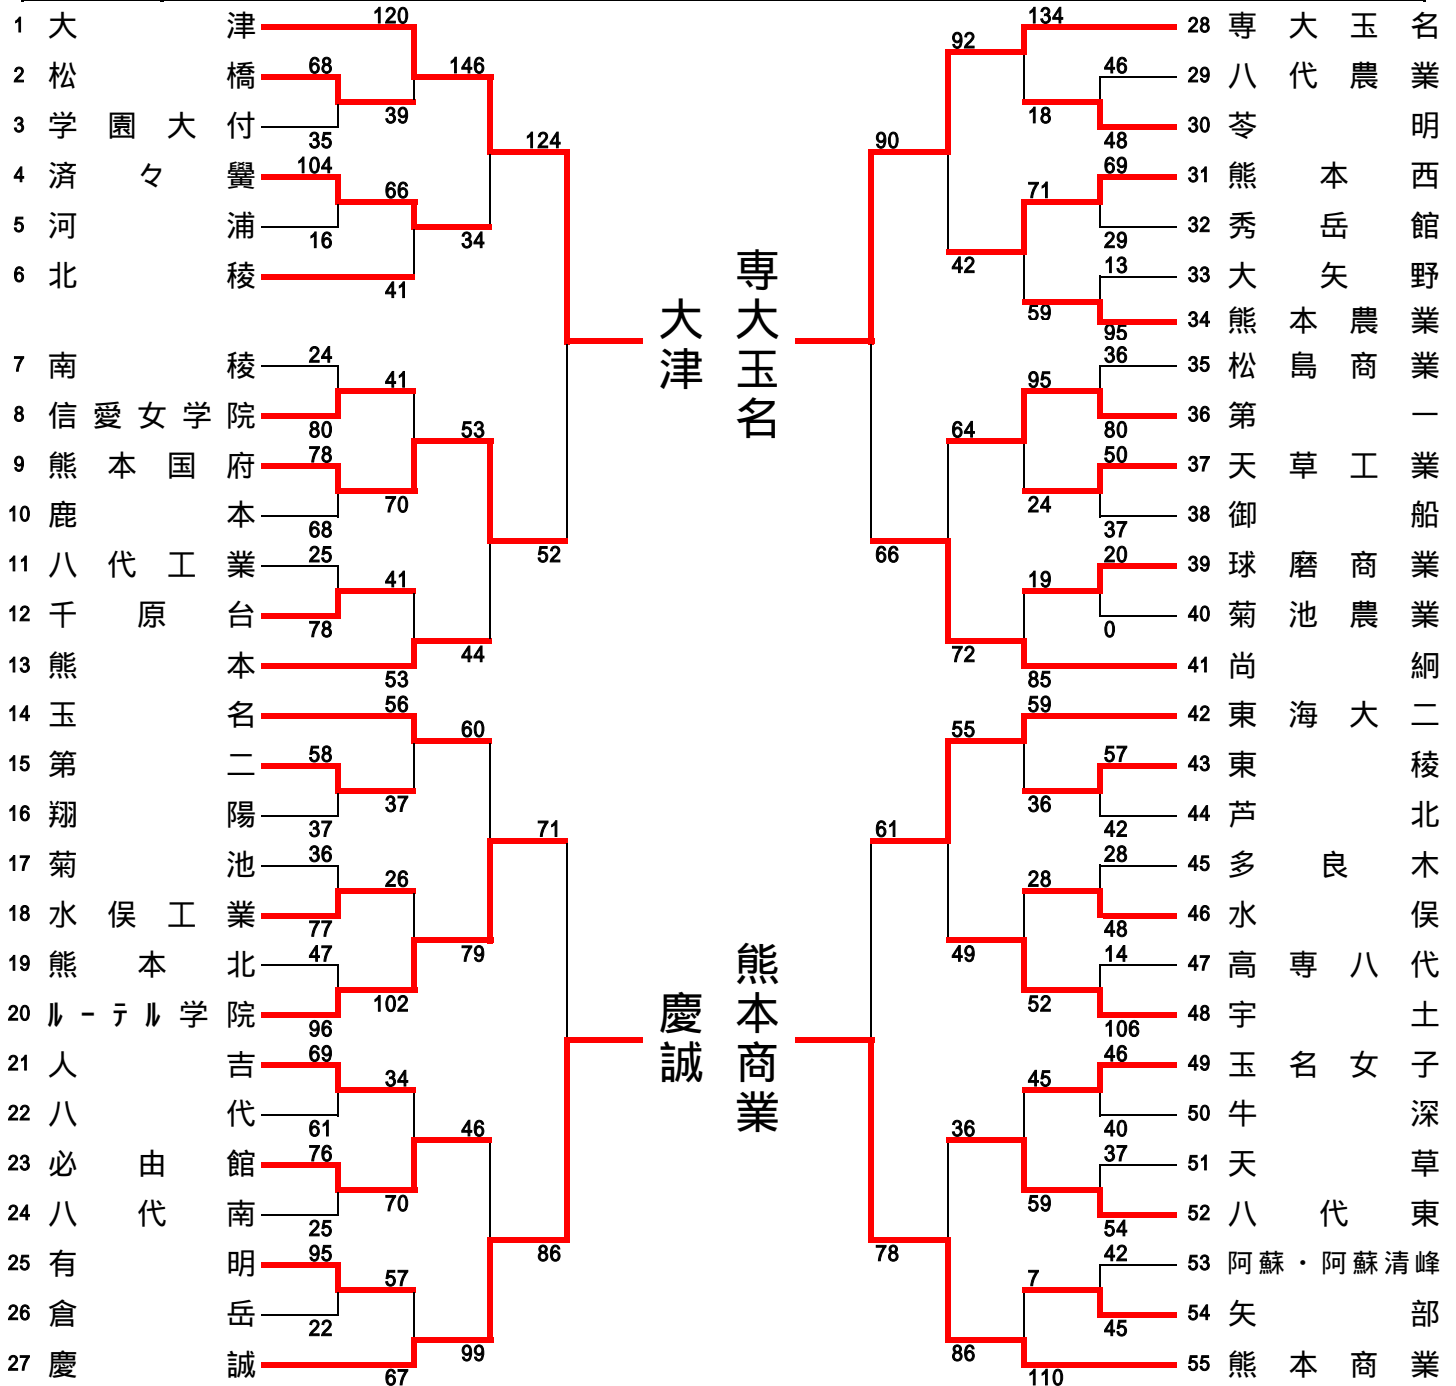 1 大津
2 松橋
3 学園大付
4 済々黌
5 河浦
6 北稜
7 南稜
8 信愛女学院
9 熊本国府
10 鹿本
11 八代工業
12 千原台
13 熊本
14 玉名
15 第二
16 翔陽
17 菊池
18 水俣工業
19 熊本北
20 ルーテル学院
21 人吉
22 八代
23 必由館
24 八代南
25 有明
26 倉岳
27 慶誠
120
68
35
39
104
16
66
41
146
34
124
24
80
41
78
68
70
53
25
78
41
53
44
52
56
58
37
37
60
36
77
26
47
96
102
79
71
69
61
34
76
25
70
46
95
22
57
67
99
86
大津
慶誠
専大玉名
熊本商業
134
46
48
18
92
69
29
71
13
95
59
42
90
36
80
95
50
37
24
64
20
0
19
85
72
66
59
57
42
36
55
28
48
28
14
106
52
49
61
46
40
45
37
54
59
36
42
45
7
110
86
78
28 専大玉名
29 八代農業
30 苓明
31 熊本西
32 秀岳館
33 大矢野
34 熊本農業
35 松島商業
36 第一
37 天草工業
38 御船
39 球磨商業
40 菊池農業
41 尚絅
42 東海大二
43 東稜
44 芦北
45 多良木
46 水俣
47 高専八代
48 宇土
49 玉名女子
50 牛深
51 天草
52 八代東
53 阿蘇・阿蘇清峰
54 矢部
55 熊本商業